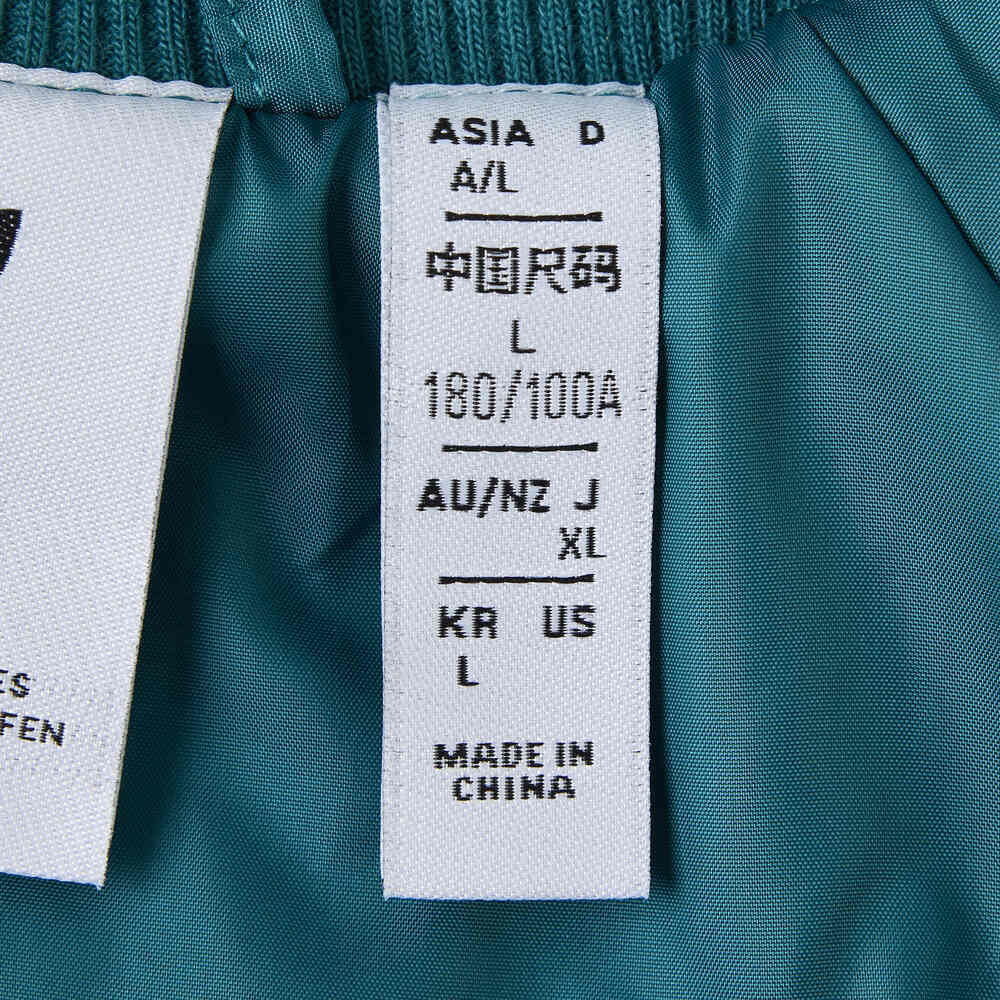 ES
FEN
ASIA D
A/L
中国尺码
L
180/100A
AU/NZ J
XL
KR US
L
MADE IN
CHINA